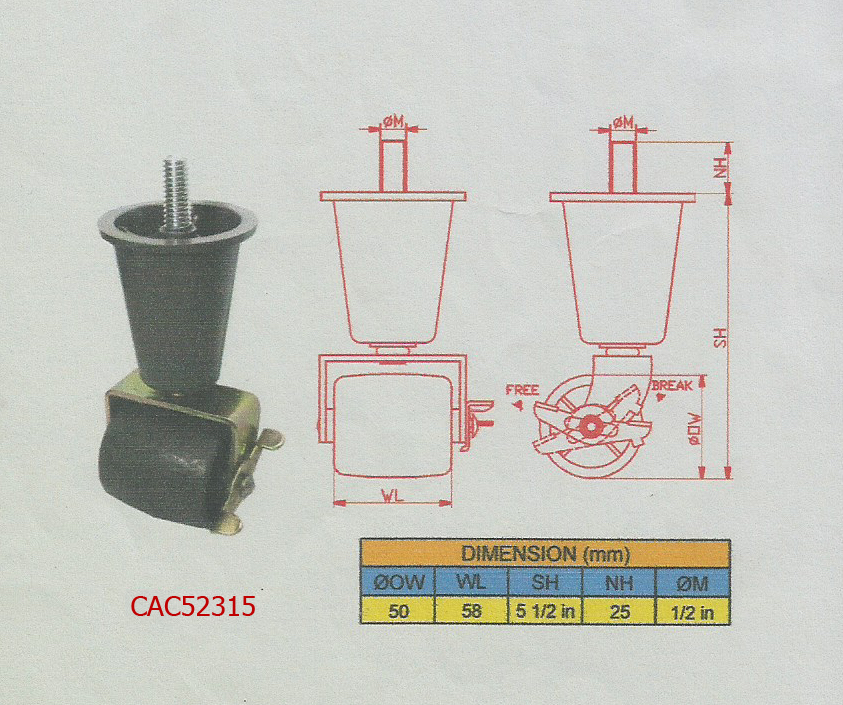 ØM
ØM
NH
SH
FREE
BREAK
Ø□W
WL
DIMENSION (mm)
ØOW WL SH NH ØM
50 58 5 1/2 in 25 1/2 in
CAC52315